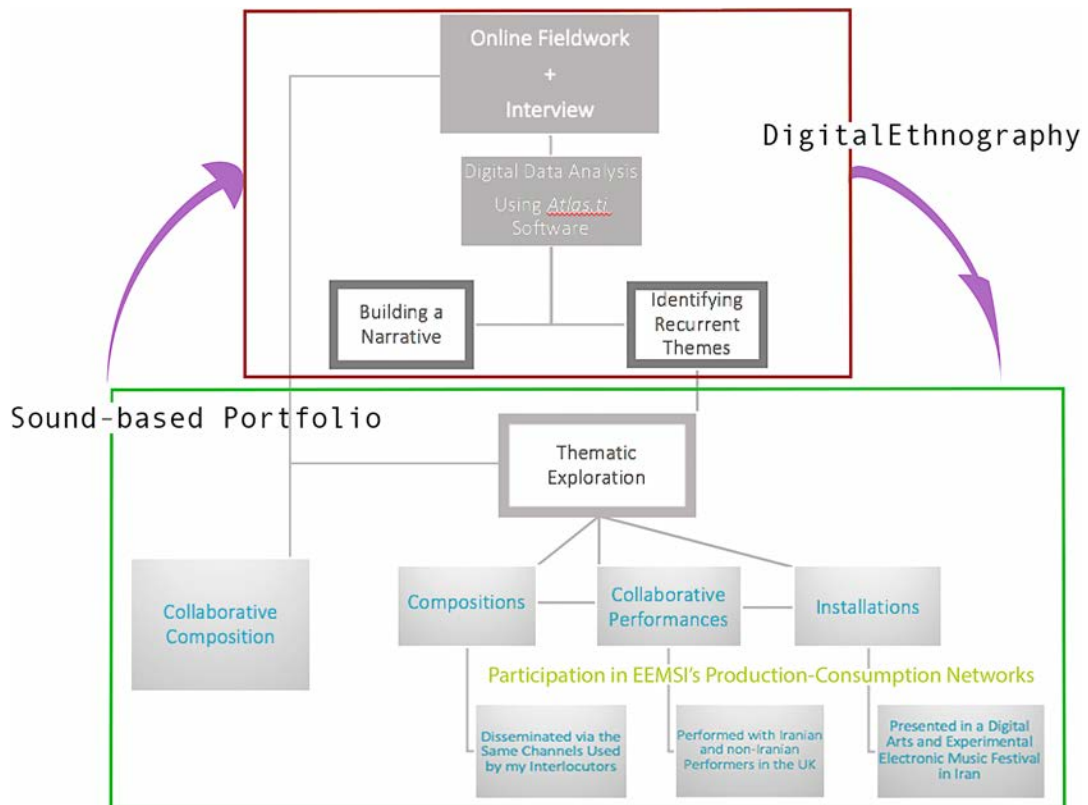 Online Fieldwork
+
Interview
DigitalEthnography
Digital Data Analysis
Using Atlas.ti
Software
Building a
Narrative
Identifying
Recurrent
Themes
Sound-based Portfolio
Thematic
Exploration
Collaborative
Composition
Compositions
Collaborative
Performances
Installations
Participation in EEMSI's Production-Consumption Networks
Disseminated via the
Same Channels Used
by my Interlocutors
Performed with Iranian
and non-Iranian
Performers in the UK
Presented in a Digital
Arts and Experimental
Electronic Music Festival
in Iran